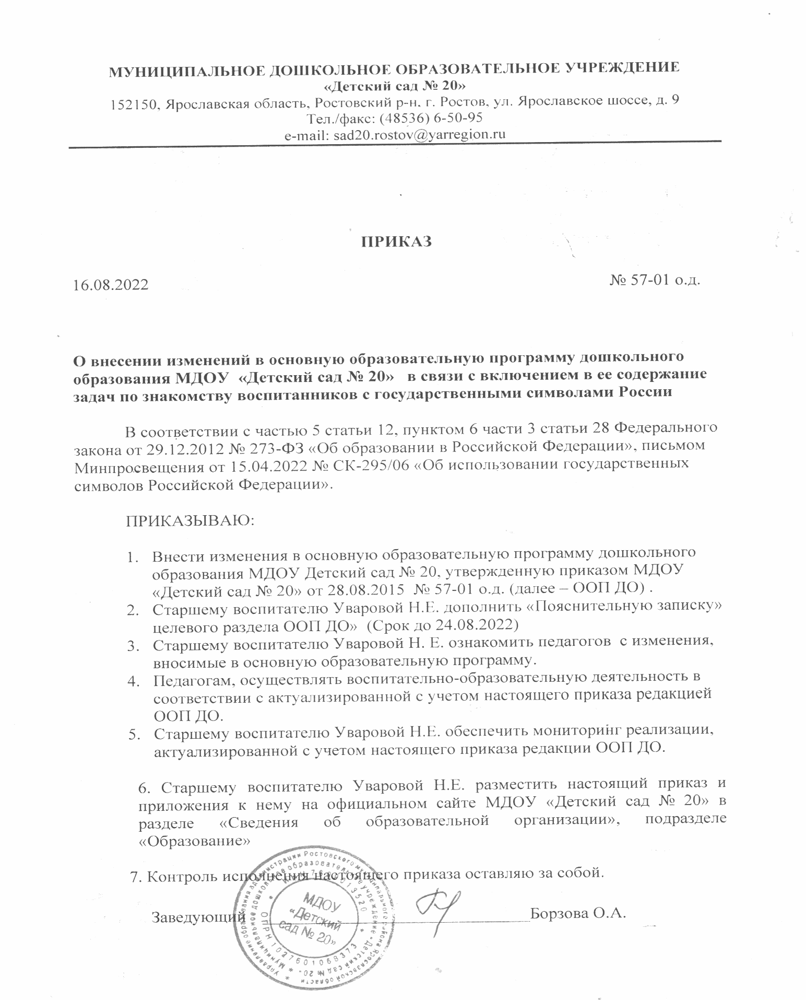 МУНИЦИПАЛЬНОЕ ДОШКОЛЬНОЕ ОБРАЗОВАТЕЛЬНОЕ УЧРЕЖДЕНИЕ
«Детский сад № 20»
152150, Ярославская область, Ростовский р-н, г. Ростов, ул. Ярославское шоссе, д. 9
Тел./факс: (48536) 6-50-95
e-mail: sad20.rostov@yarregion.ru
ПРИКАЗ
16.08.2022 № 57-01 о.д.
О внесении изменений в основную образовательную программу дошкольного
образования МДОУ «Детский сад № 20» в связи с включением в ее содержание
задач по знакомству воспитанников с государственными символами России
В соответствии с частью 5 статьи 12, пунктом 6 части 3 статьи 28 Федерального
закона от 29.12.2012 № 273-ФЗ «Об образовании в Российской Федерации», письмом
Минпросвещения от 15.04.2022 № СК-295/06 «Об использовании государственных
символов Российской Федерации».
ПРИКАЗЫВАЮ:
1. Внести изменения в основную образовательную программу дошкольного
образования МДОУ Детский сад № 20, утвержденную приказом МДОУ
«Детский сад № 20» от 28.08.2015 № 57-01 о.д. (далее – ООП ДО) .
2. Старшему воспитателю Уваровой Н.Е. дополнить «Пояснительную записку»
целевого раздела ООП ДО» (Срок до 24.08.2022)
3. Старшему воспитателю Уваровой Н. Е. ознакомить педагогов с изменения,
вносимые в основную образовательную программу.
4. Педагогам, осуществлять воспитательно-образовательную деятельность в
соответствии с актуализированной с учетом настоящего приказа редакцией
ООП ДО.
5. Старшему воспитателю Уваровой Н.Е. обеспечить мониторинг реализации,
актуализированной с учетом настоящего приказа редакции ООП ДО.
6. Старшему воспитателю Уваровой Н.Е. разместить настоящий приказ и
приложения к нему на официальном сайте МДОУ «Детский сад № 20» в
разделе «Сведения об образовательной организации», подразделе
«Образование»
7. Контроль исполнения настоящего приказа оставляю за собой.
Заведующий Борзова О.А.
Управление образования администрации Ростовского муниципального района Ярославской области
* Муниципальное дошкольное образовательное учреждение «Детский сад № 20»
* ИНН 7609013520 * ОГРН 1027601068373
МДОУ
«Детский
сад № 20»